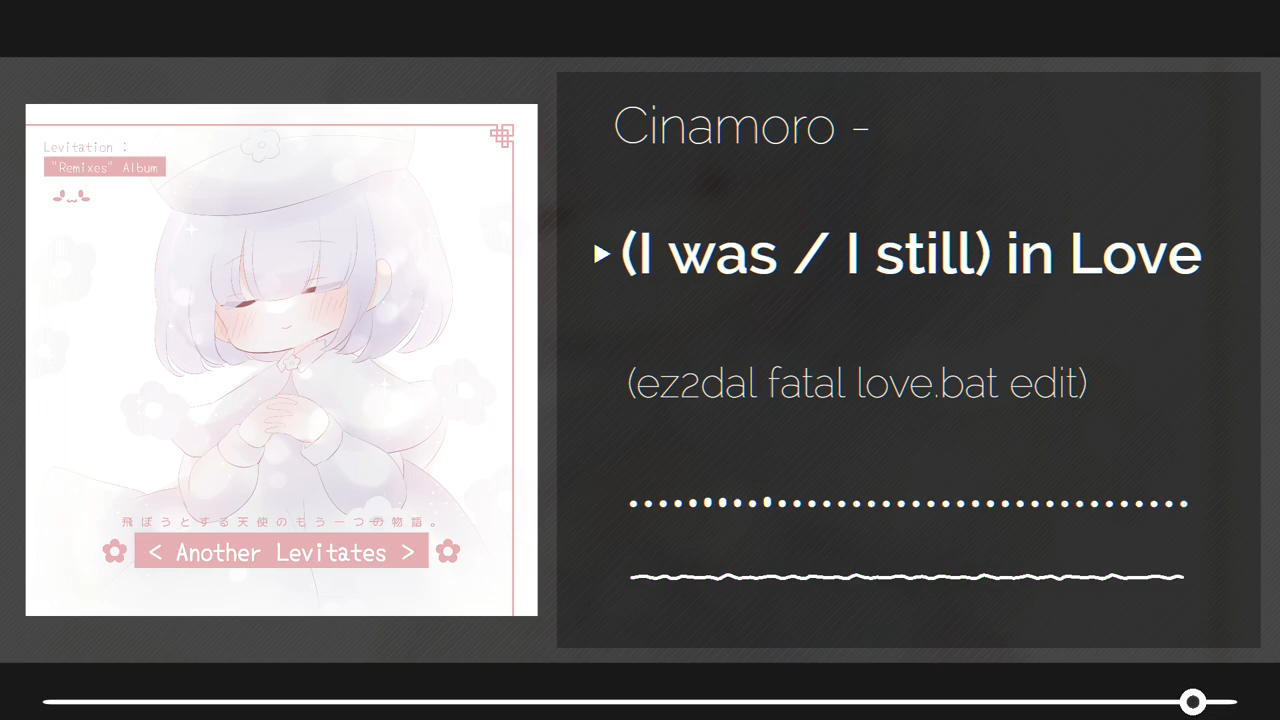 Levitation :
"Remixes" Album
飛ぼうとする天使のもう一つの物語。
< Another Levitates >
Cinamoro -
(I was / I still) in Love
(ez2dal fatal love.bat edit)